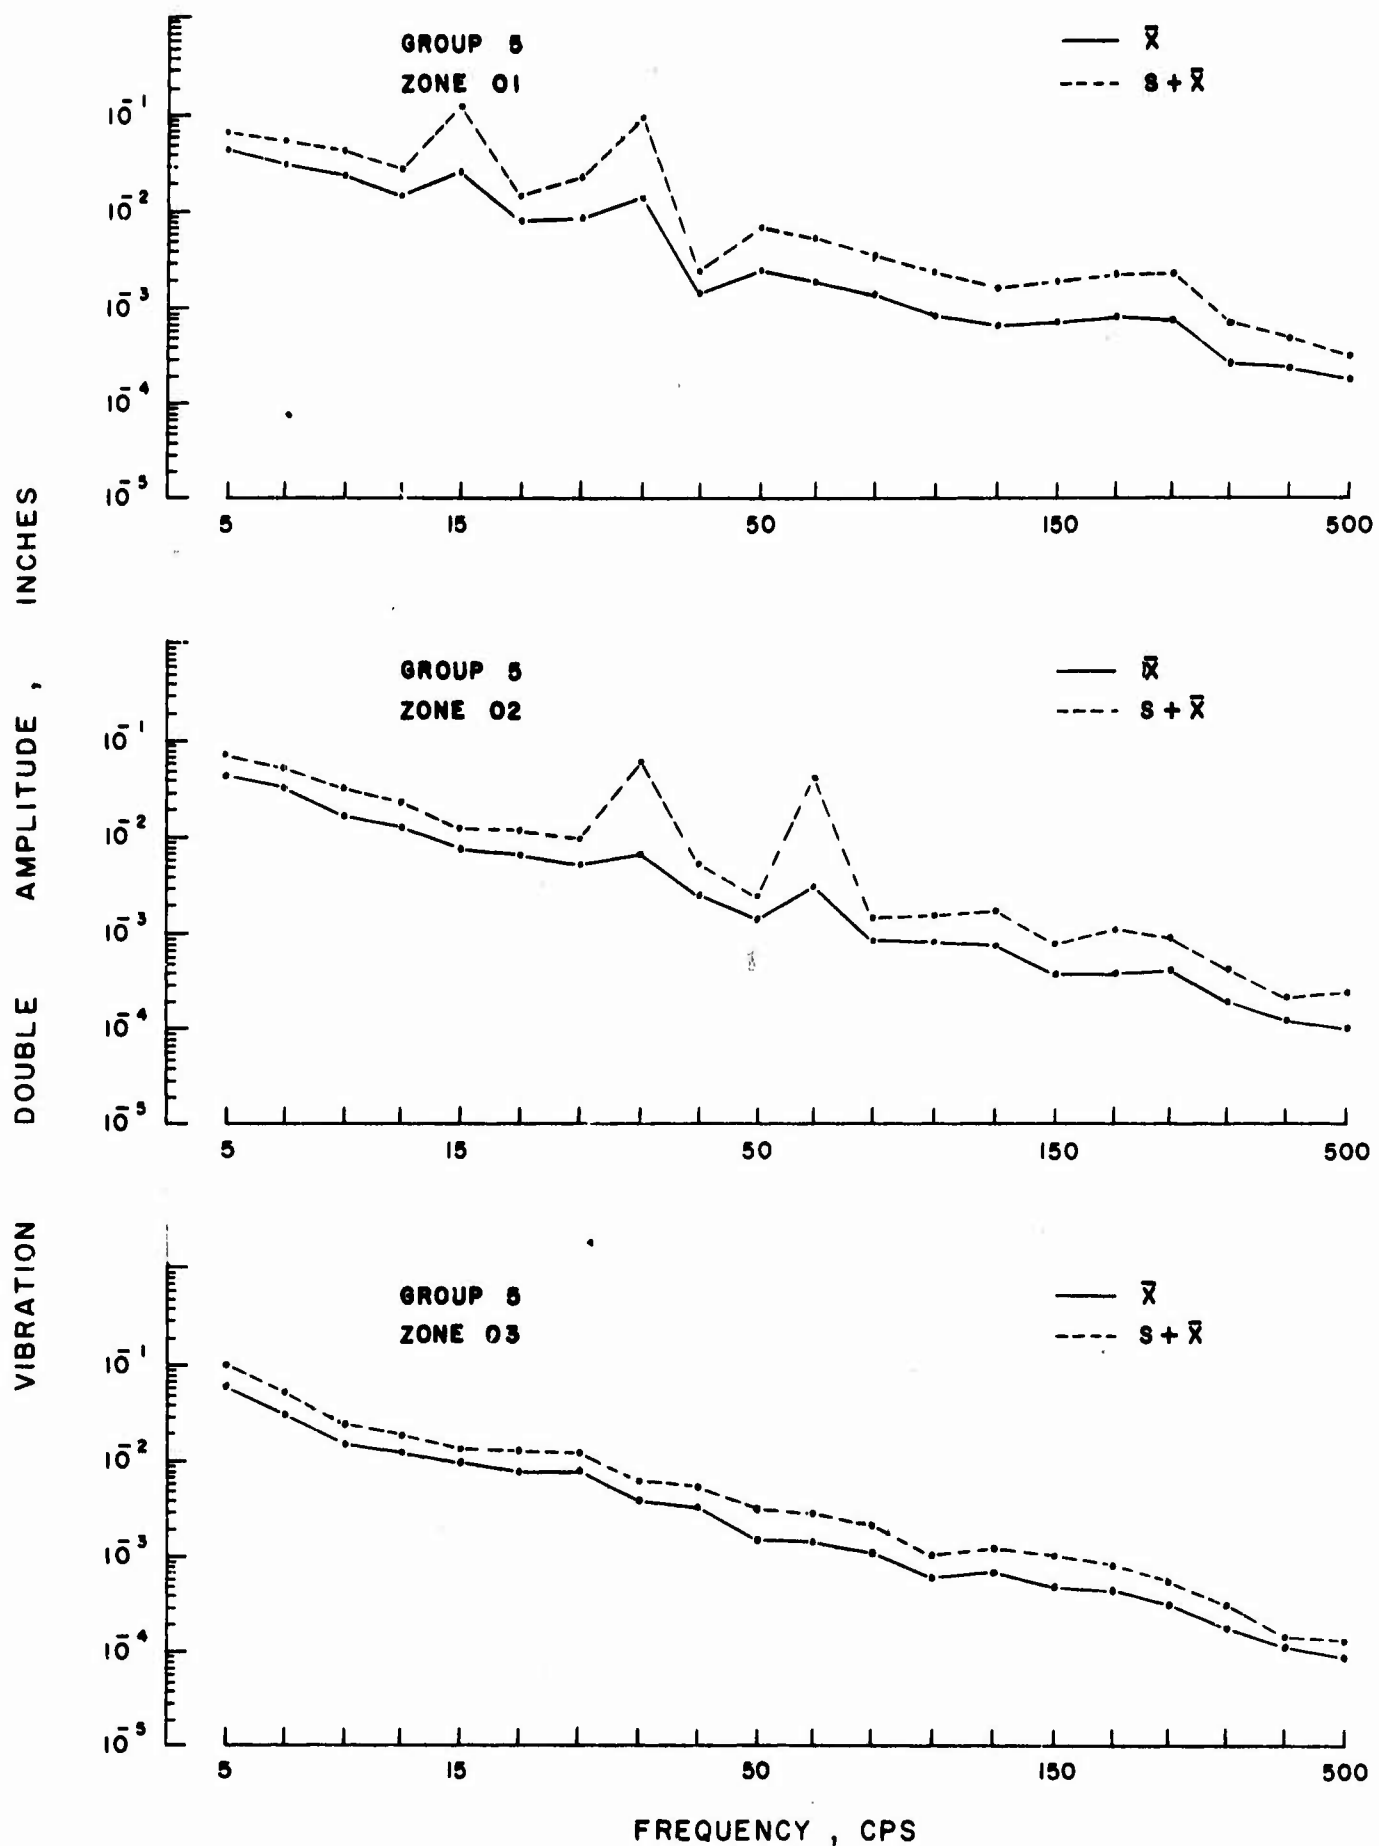 GROUP 5
X̄
ZONE 01
S + X̄
10⁻¹
10⁻²
10⁻³
10⁻⁴
10⁻⁵
5 15 50 150 500
GROUP 5
X̄
ZONE 02
S + X̄
10⁻¹
10⁻²
10⁻³
10⁻⁴
10⁻⁵
5 15 50 150 500
GROUP 5
X̄
ZONE 03
S + X̄
10⁻¹
10⁻²
10⁻³
10⁻⁴
10⁻⁵
5 15 50 150 500
VIBRATION DOUBLE AMPLITUDE , INCHES
FREQUENCY , CPS